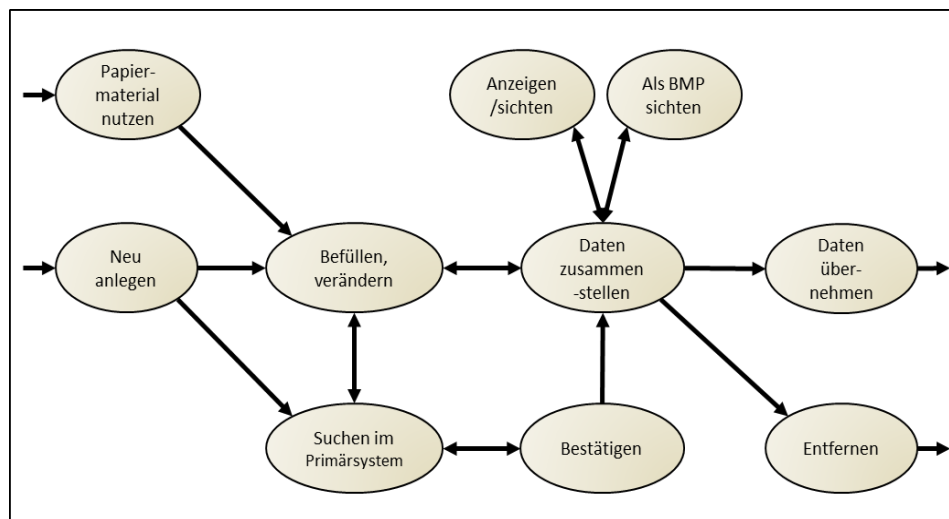 Papier-
material
nutzen
Anzeigen
/sichten
Als BMP
sichten
Neu
anlegen
Befüllen,
verändern
Daten
zusammen
-stellen
Daten
über-
nehmen
Suchen im
Primärsystem
Bestätigen
Entfernen